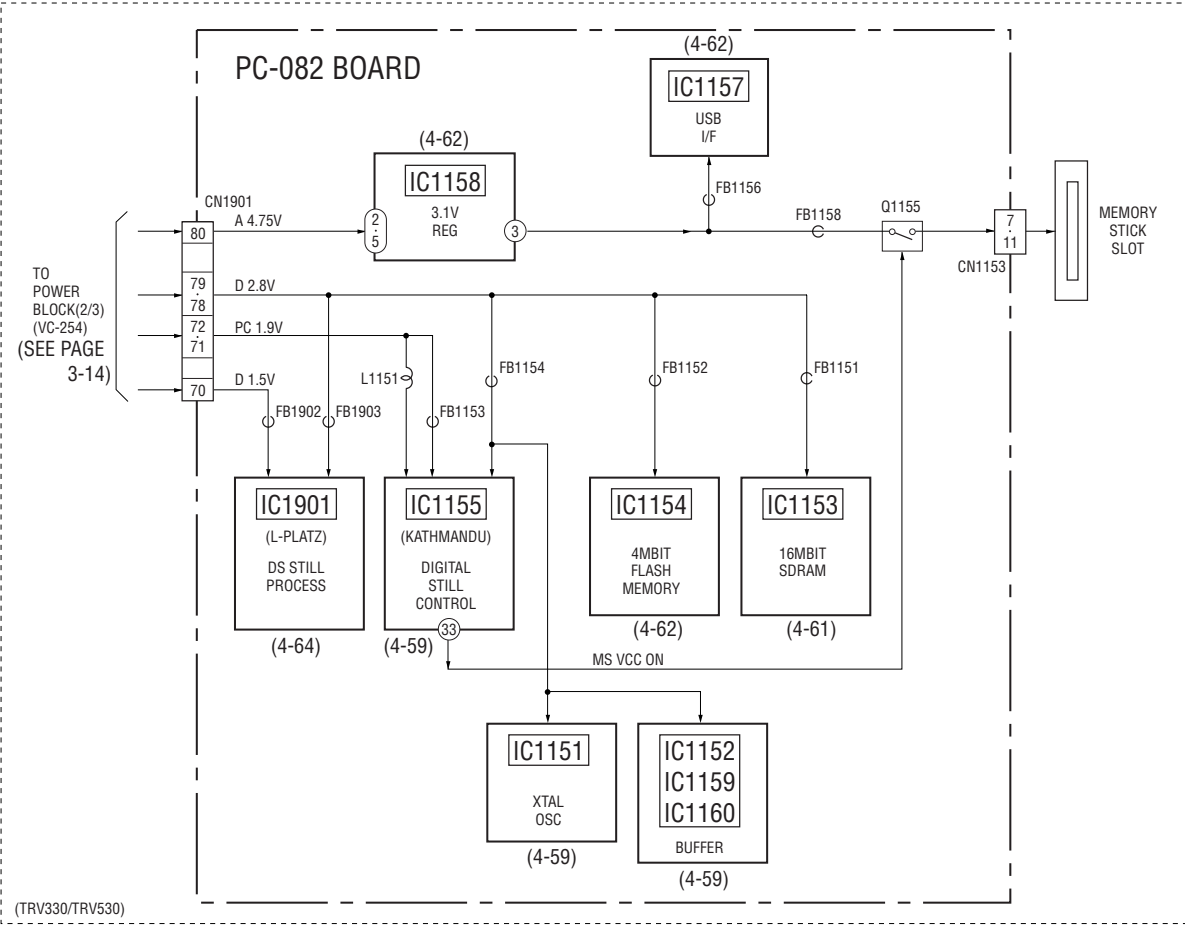 PC-082 BOARD
(4-62)
IC1157
USB
I/F
(4-62)
IC1158
3.1V
REG
2
·
5
3
FB1156
FB1158
Q1155
7
·
11
CN1153
MEMORY
STICK
SLOT
CN1901
80
A 4.75V
79
·
78
D 2.8V
72
·
71
PC 1.9V
70
D 1.5V
TO
POWER
BLOCK(2/3)
(VC-254)
(SEE PAGE
3-14)
L1151
FB1154
FB1152
FB1151
FB1902
FB1903
FB1153
IC1901
(L-PLATZ)
DS STILL
PROCESS
(4-64)
IC1155
(KATHMANDU)
DIGITAL
STILL
CONTROL
33
(4-59)
IC1154
4MBIT
FLASH
MEMORY
(4-62)
IC1153
16MBIT
SDRAM
(4-61)
MS VCC ON
IC1151
XTAL
OSC
(4-59)
IC1152
IC1159
IC1160
BUFFER
(4-59)
(TRV330/TRV530)